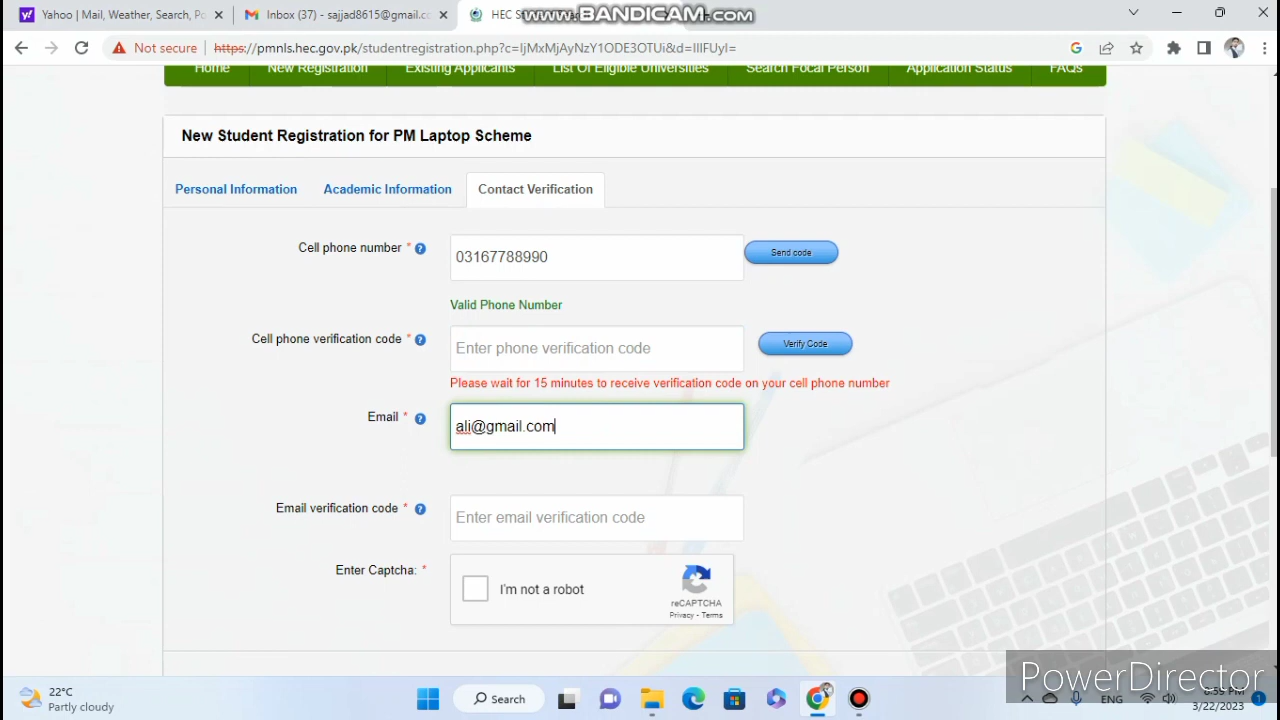 Yahoo | Mail, Weather, Search, Po
Inbox (37) - sajjad8615@gmail.co
HEC S
www.BANDICAM.com
Not secure
https://pmnls.hec.gov.pk/studentregistration.php?c=IjMxMjAyNzY1ODE3OTUi&d=IIIFUyI=
Home
New Registration
Existing Applicants
List Of Eligible Universities
Search Focal Person
Application Status
FAQs
New Student Registration for PM Laptop Scheme
Personal Information
Academic Information
Contact Verification
Cell phone number *
03167788990
Send code
Valid Phone Number
Cell phone verification code *
Enter phone verification code
Verify Code
Please wait for 15 minutes to receive verification code on your cell phone number
Email *
ali@gmail.com
Email verification code *
Enter email verification code
Enter Captcha: *
I'm not a robot
reCAPTCHA
Privacy - Terms
PowerDirector
22°C
Partly cloudy
Search
ENG
3/22/2023
1